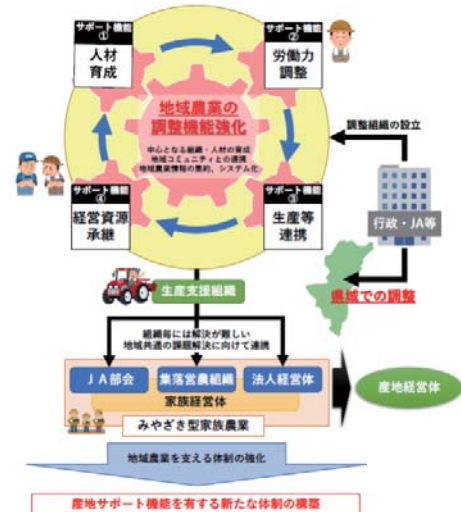 サポート機能
①
人材
育成
サポート機能
②
労働力
調整
地域農業の
調整機能強化
中心となる組織・人材の育成
地域コミュニティとの連携
地域農業情報の集約、システム化
調整組織の設立
サポート機能
④
経営資源
承継
サポート機能
③
生産等
連携
行政・JA等
県域での調整
生産支援組織
組織毎には解決が難しい
地域共通の課題解決に向けて連携
JA部会
集落営農組織
法人経営体
家族経営体
みやざき型家族農業
産地経営体
地域農業を支える体制の強化
産地サポート機能を有する新たな体制の構築